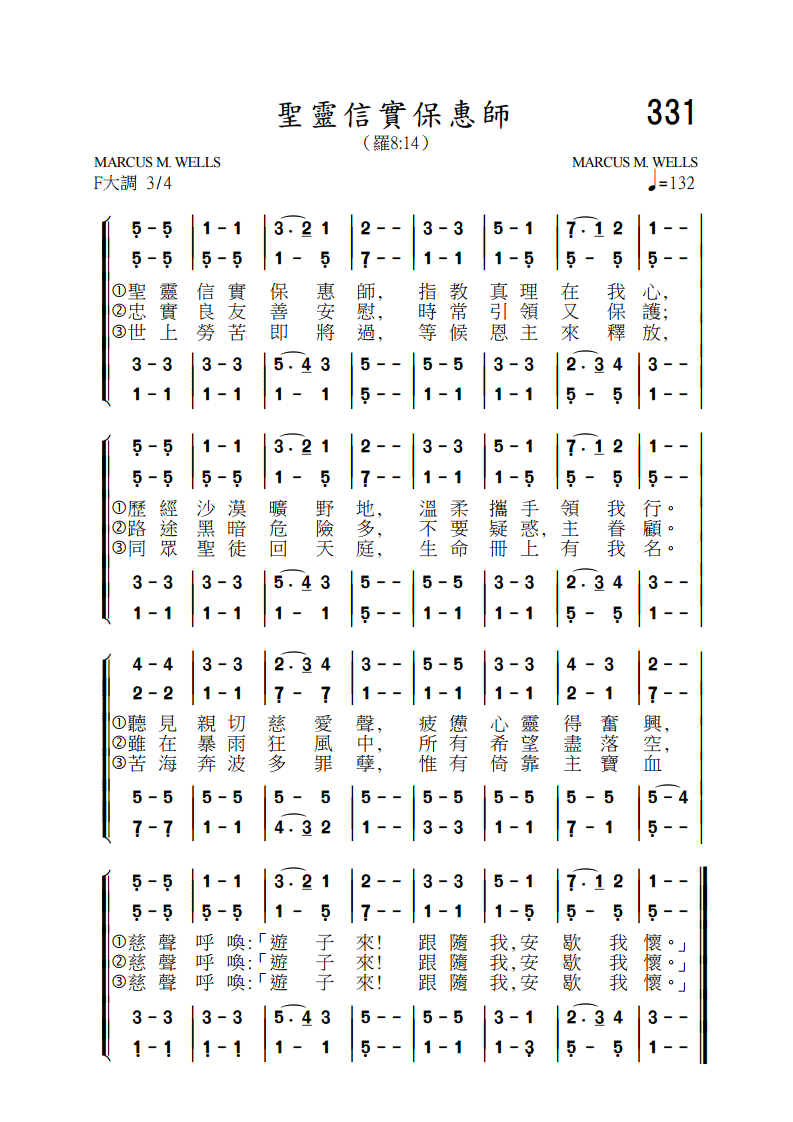 聖靈信實保惠師 331
（羅8:14）
MARCUS M. WELLS MARCUS M. WELLS
F大調 3/4 ♩=132
5̣ - 5̣ | 1 - 1 | 3 . 2 1 | 2 - - | 3 - 3 | 5 - 1 | 7̣ . 1 2 | 1 - -
5̣ - 5̣ | 5̣ - 5̣ | 1 - 5̣ | 7̣ - - | 1 - 1 | 1 - 1 | 5̣ - 5̣ | 5̣ - -
①聖靈信實保惠師，指教真理在我心，
②忠實良友善安慰，時常引領又保護；
③世上勞苦即將過，等候恩主來釋放，
3 - 3 | 3 - 3 | 5 . 4 3 | 5 - - | 5 - 5 | 3 - 3 | 2 . 3 4 | 3 - -
1 - 1 | 1 - 1 | 1 - 1 | 5̣ - - | 1 - 1 | 1 - 1 | 5̣ - 5̣ | 1 - -
5̣ - 5̣ | 1 - 1 | 3 . 2 1 | 2 - - | 3 - 3 | 5 - 1 | 7̣ . 1 2 | 1 - -
5̣ - 5̣ | 5̣ - 5̣ | 1 - 5̣ | 7̣ - - | 1 - 1 | 1 - 1 | 5̣ - 5̣ | 5̣ - -
①歷經沙漠曠野地，溫柔攜手領我行。
②路途黑暗危險多，不要疑惑，主眷顧。
③同眾聖徒回天庭，生命冊上有我名。
3 - 3 | 3 - 3 | 5 . 4 3 | 5 - - | 5 - 5 | 3 - 3 | 2 . 3 4 | 3 - -
1 - 1 | 1 - 1 | 1 - 1 | 5̣ - - | 1 - 1 | 1 - 1 | 5̣ - 5̣ | 1 - -
4 - 4 | 3 - 3 | 2 . 3 4 | 3 - - | 5 - 5 | 3 - 3 | 4 - 3 | 2 - -
2 - 2 | 1 - 1 | 7̣ - 7̣ | 1 - - | 1 - 1 | 1 - 1 | 2 - 1 | 7̣ - -
①聽見親切慈愛聲，疲憊心靈得奮興，
②雖在暴雨狂風中，所有希望盡落空，
③苦海奔波多罪孽，惟有倚靠主寶血
5 - 5 | 5 - 5 | 5 - 5 | 5 - - | 5 - 5 | 5 - 5 | 5 - 5 | 5 - 4
7̣ - 7̣ | 1 - 1 | 4 . 3 2 | 1 - - | 3 - 3 | 1 - 1 | 7̣ - 1 | 5̣ - -
5̣ - 5̣ | 1 - 1 | 3 . 2 1 | 2 - - | 3 - 3 | 5 - 1 | 7̣ . 1 2 | 1 - -
5̣ - 5̣ | 5̣ - 5̣ | 1 - 5̣ | 7̣ - - | 1 - 1 | 1 - 1 | 5̣ - 5̣ | 5̣ - -
①慈聲呼喚：「遊子來！跟隨我，安歇我懷。」
②慈聲呼喚：「遊子來！跟隨我，安歇我懷。」
③慈聲呼喚：「遊子來！跟隨我，安歇我懷。」
3 - 3 | 3 - 3 | 5 . 4 3 | 5 - - | 5 - 5 | 3 - 1 | 2 . 3 4 | 3 - -
1̣ - 1̣ | 1̣ - 1̣ | 1 - 1 | 5̣ - - | 1 - 1 | 1 - 3̣ | 5̣ - 5̣ | 1 - -